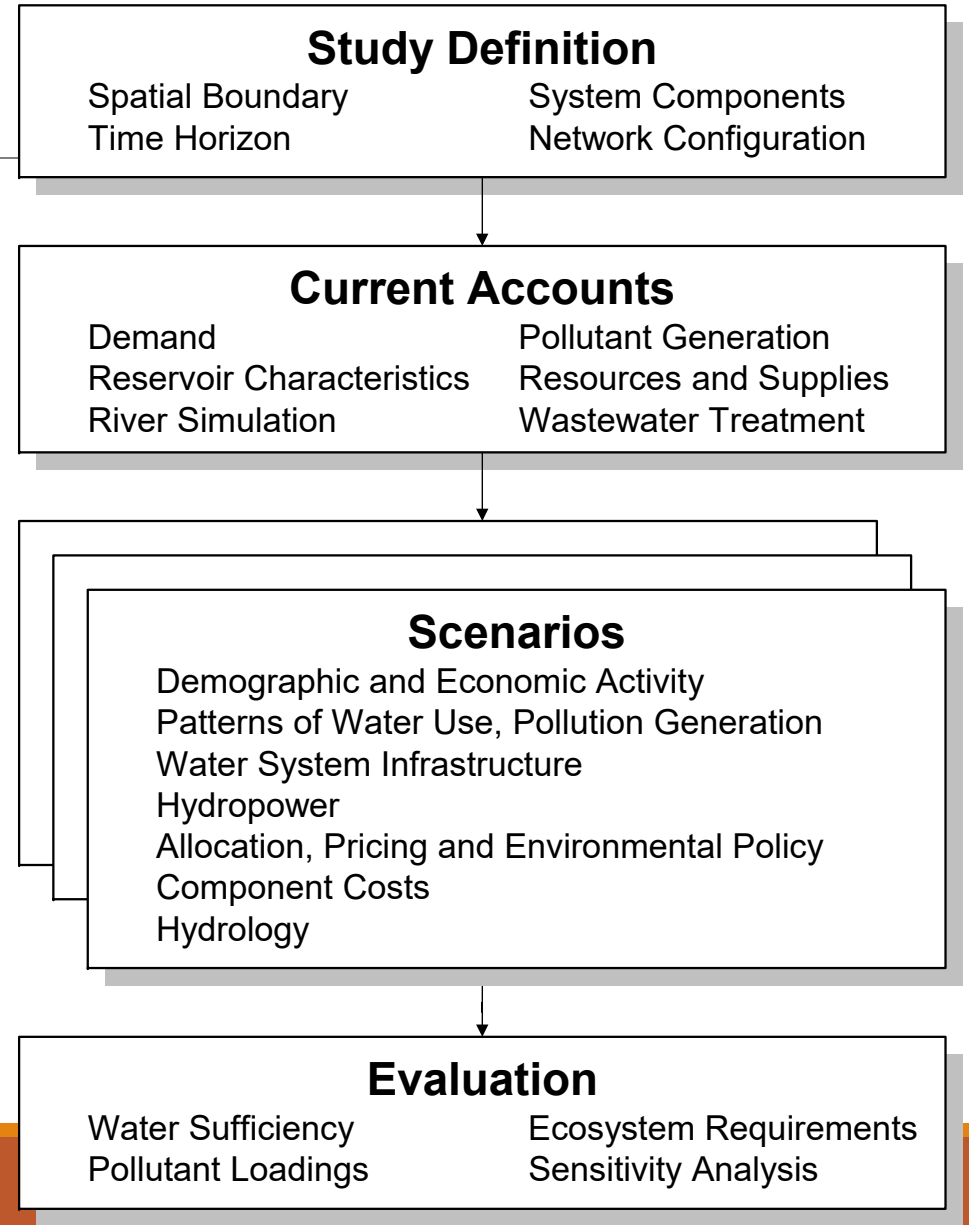 Study Definition
Spatial Boundary System Components
Time Horizon Network Configuration
Current Accounts
Demand Pollutant Generation
Reservoir Characteristics Resources and Supplies
River Simulation Wastewater Treatment
Scenarios
Demographic and Economic Activity
Patterns of Water Use, Pollution Generation
Water System Infrastructure
Hydropower
Allocation, Pricing and Environmental Policy
Component Costs
Hydrology
Evaluation
Water Sufficiency Ecosystem Requirements
Pollutant Loadings Sensitivity Analysis